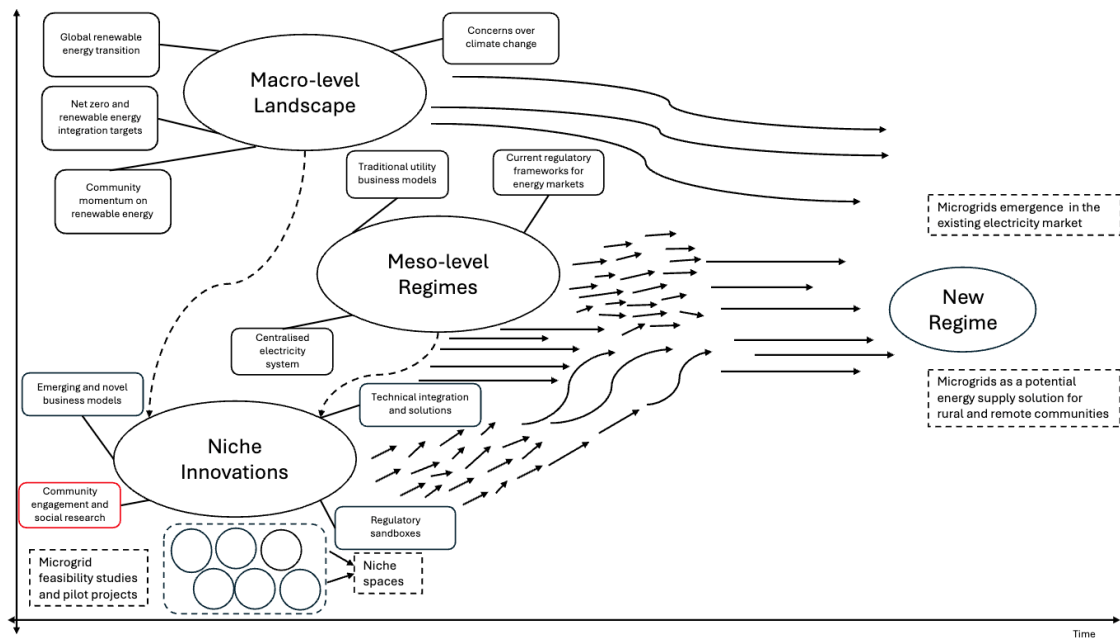 Global renewable
energy transition
Concerns over
climate change
Macro-level
Landscape
Net zero and
renewable energy
integration targets
Community
momentum on
renewable energy
Traditional utility
business models
Current regulatory
frameworks for
energy markets
Microgrids emergence in the
existing electricity market
Meso-level
Regimes
New
Regime
Centralised
electricity
system
Emerging and novel
business models
Technical integration
and solutions
Microgrids as a potential
energy supply solution for
rural and remote communities
Niche
Innovations
Community
engagement and
social research
Regulatory
sandboxes
Microgrid
feasibility studies
and pilot projects
Niche
spaces
Time